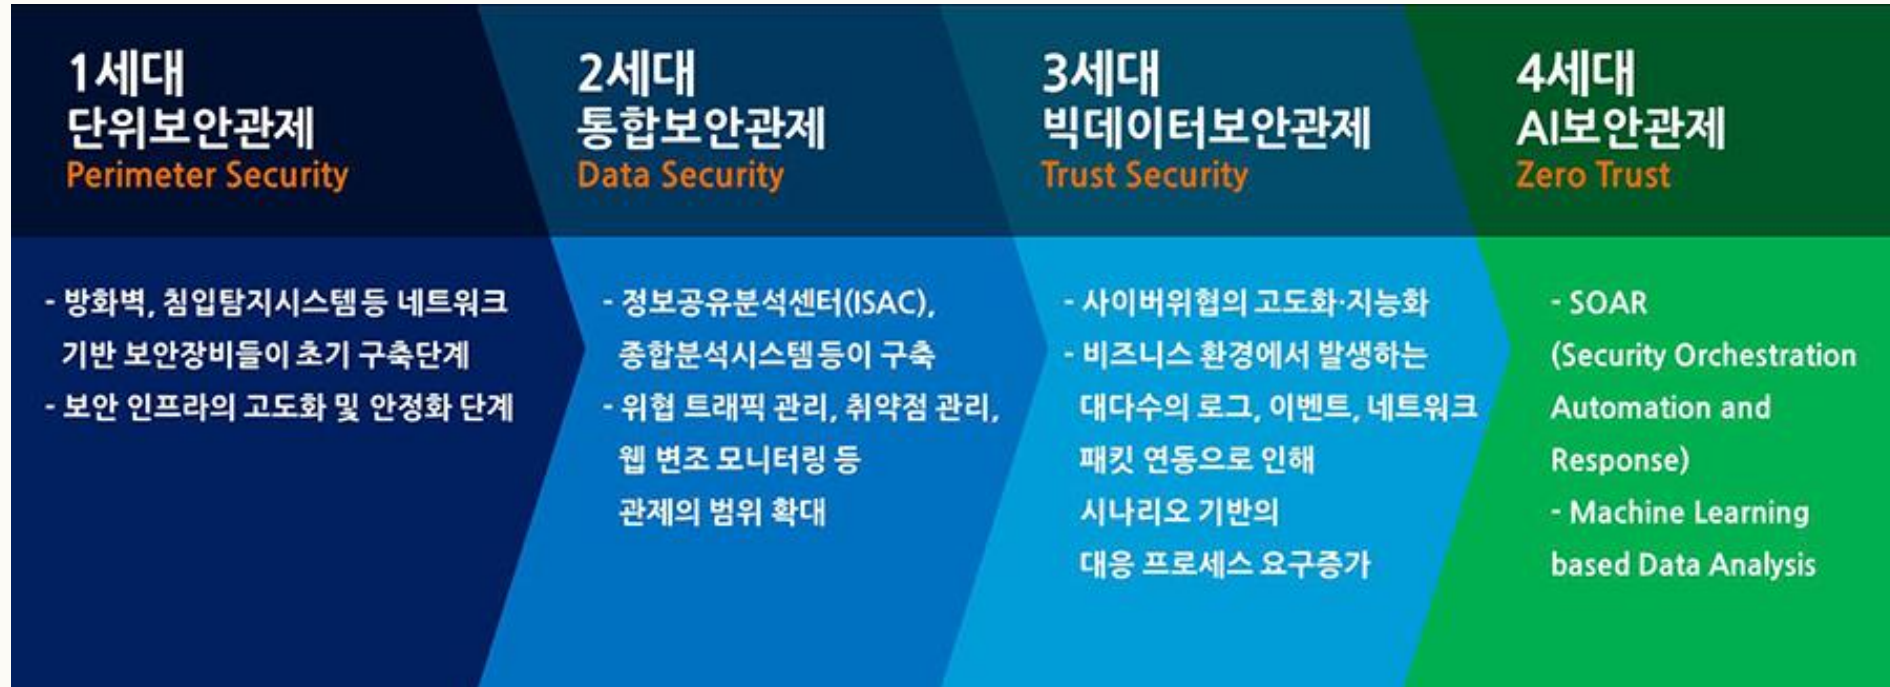 1세대
단위보안관제
Perimeter Security
- 방화벽, 침입탐지시스템 등 네트워크
기반 보안장비들이 초기 구축단계
- 보안 인프라의 고도화 및 안정화 단계
2세대
통합보안관제
Data Security
- 정보공유분석센터(ISAC),
종합분석시스템 등이 구축
- 위협 트래픽 관리, 취약점 관리,
웹 변조 모니터링 등
관제의 범위 확대
3세대
빅데이터보안관제
Trust Security
- 사이버위협의 고도화·지능화
- 비즈니스 환경에서 발생하는
대다수의 로그, 이벤트, 네트워크
패킷 연동으로 인해
시나리오 기반의
대응 프로세스 요구증가
4세대
AI보안관제
Zero Trust
- SOAR
(Security Orchestration
Automation and
Response)
- Machine Learning
based Data Analysis